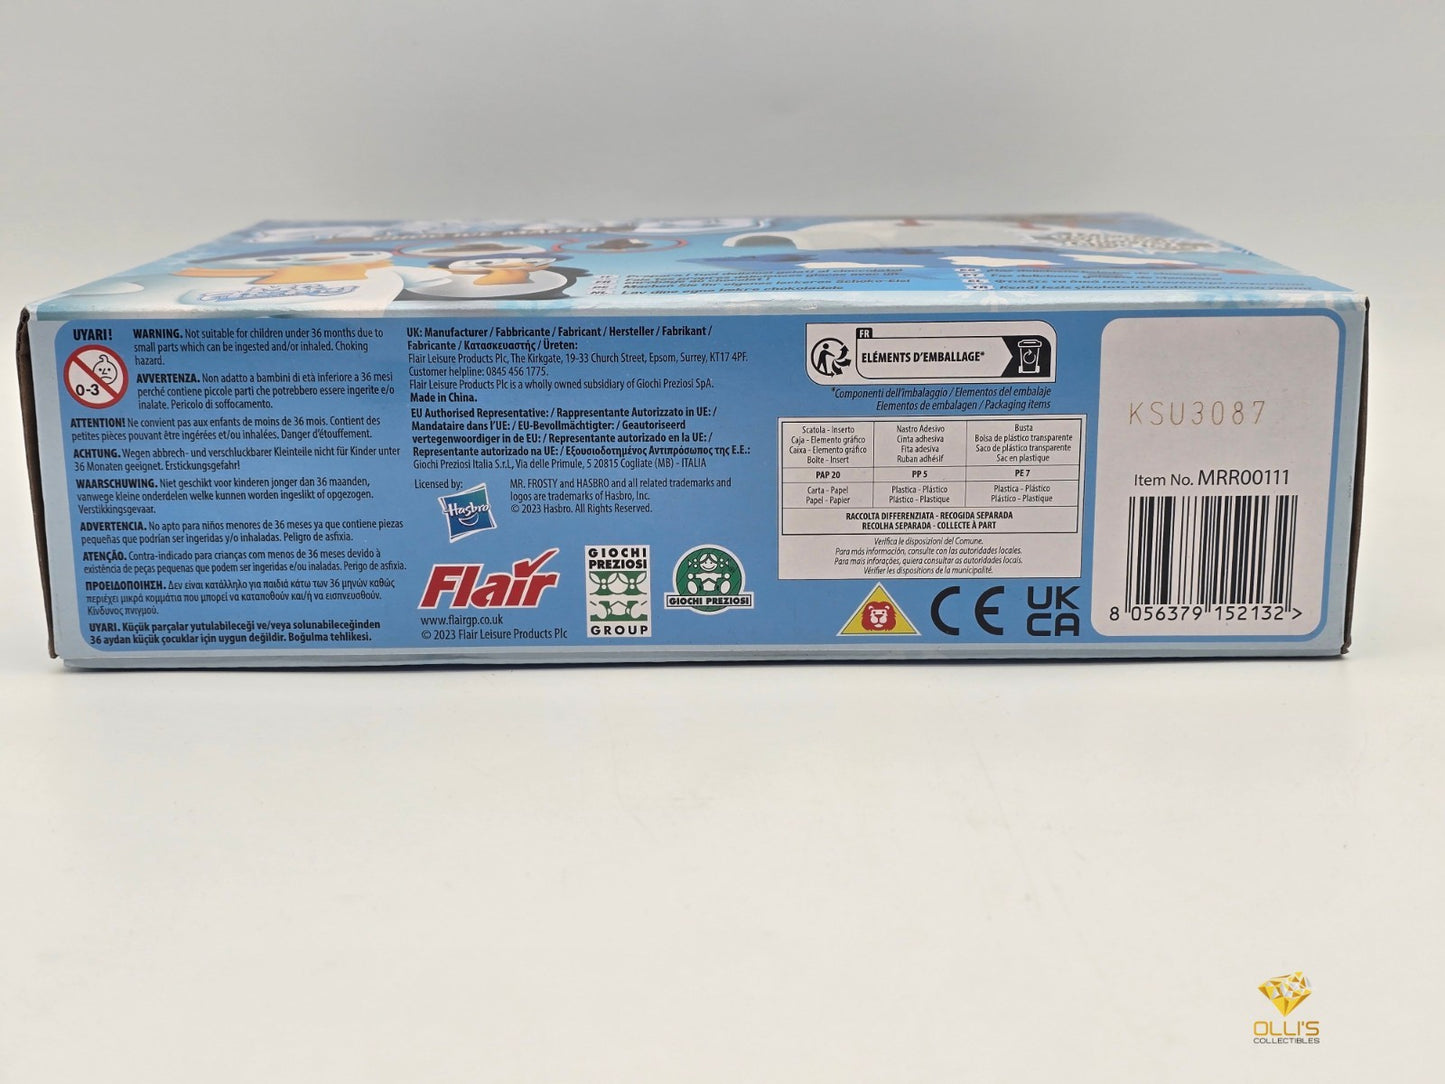 UYARI!
0-3
WARNING. Not suitable for children under 36 months due to
small parts which can be ingested and/or inhaled. Choking
hazard.
AVVERTENZA. Non adatto a bambini di età inferiore a 36 mesi
perché contiene piccole parti che potrebbero essere ingerite e/o
inalate. Pericolo di soffocamento.
ATTENTION! Ne convient pas aux enfants de moins de 36 mois. Contient des
petites pièces pouvant être ingérées et/ou inhalées. Danger d'étouffement.
ACHTUNG. Wegen abbrech- und verschluckbarer Kleinteile nicht für Kinder unter
36 Monaten geeignet. Erstickungsgefahr!
WAARSCHUWING. Niet geschikt voor kinderen jonger dan 36 maanden,
vanwege kleine onderdelen welke kunnen worden ingeslikt of opgezogen.
Verstikkingsgevaar.
ADVERTENCIA. No apto para niños menores de 36 meses ya que contiene piezas
pequeñas que podrían ser ingeridas y/o inhaladas. Peligro de asfixia.
ATENÇÃO. Contra-indicado para crianças com menos de 36 meses devido à
existência de peças pequenas que podem ser ingeridas e/ou inaladas. Perigo de asfixia.
ΠΡΟΕΙΔΟΠΟΙΗΣΗ. Δεν είναι κατάλληλο για παιδιά κάτω των 36 μηνών καθώς
περιέχει μικρά κομμάτια που μπορεί να καταποθούν και/ή να εισπνευσθούν.
Κίνδυνος πνιγμού.
UYARI. Küçük parçalar yutulabileceği ve/veya solunabileceğinden
36 aydan küçük çocuklar için uygun değildir. Boğulma tehlikesi.
UK: Manufacturer / Fabbricante / Fabricant / Hersteller / Fabrikant /
Fabricante / Κατασκευαστής / Üreten:
Flair Leisure Products Plc, The Kirkgate, 19-33 Church Street, Epsom, Surrey, KT17 4PF.
Customer helpline: 0845 456 1775.
Flair Leisure Products Plc is a wholly owned subsidiary of Giochi Preziosi SpA.
Made in China.
EU Authorised Representative: / Rappresentante Autorizzato in UE: /
Mandataire dans l'UE: / EU-Bevollmächtigter: / Geautoriseerd
vertegenwoordiger in de EU: / Representante autorizado en la UE: /
Representante autorizado na UE: / Εξουσιοδοτημένος Αντιπρόσωπος της Ε.Ε.:
Giochi Preziosi Italia S.r.l., Via delle Primule, 5 20815 Cogliate (MB) - ITALIA
Licensed by:
Hasbro
MR. FROSTY and HASBRO and all related trademarks and
logos are trademarks of Hasbro, Inc.
© 2023 Hasbro. All Rights Reserved.
Flair
www.flairgp.co.uk
© 2023 Flair Leisure Products Plc
GIOCHI
PREZIOSI
GROUP
GIOCHI PREZIOSI
FR
ELÉMENTS D'EMBALLAGE*
*Componenti dell'imballaggio / Elementos del embalaje
Elementos de embalagen / Packaging items
Scatola - Inserto
Caja - Elemento gráfico
Caixa - Elemento gráfico
Boîte - Insert
PAP 20
Carta - Papel
Papel - Papier
Nastro Adesivo
Cinta adhesiva
Fita adesiva
Ruban adhésif
PP 5
Plastica - Plástico
Plástico - Plastique
Busta
Bolsa de plástico transparente
Saco de plástico transparente
Sac en plastique
PE 7
Plastica - Plástico
Plástico - Plastique
RACCOLTA DIFFERENZIATA - RECOGIDA SEPARADA
RECOLHA SEPARADA - COLLECTE À PART
Verifica le disposizioni del Comune.
Para más información, consulte con las autoridades locales.
Para mais inforações, quiera consultar as autoridades locais.
Vérifier les dispositions de la municipalité.
CE
UK
CA
KSU3087
Item No. MRR00111
8 056379 152132 >
OLLI'S
COLLECTIBLES